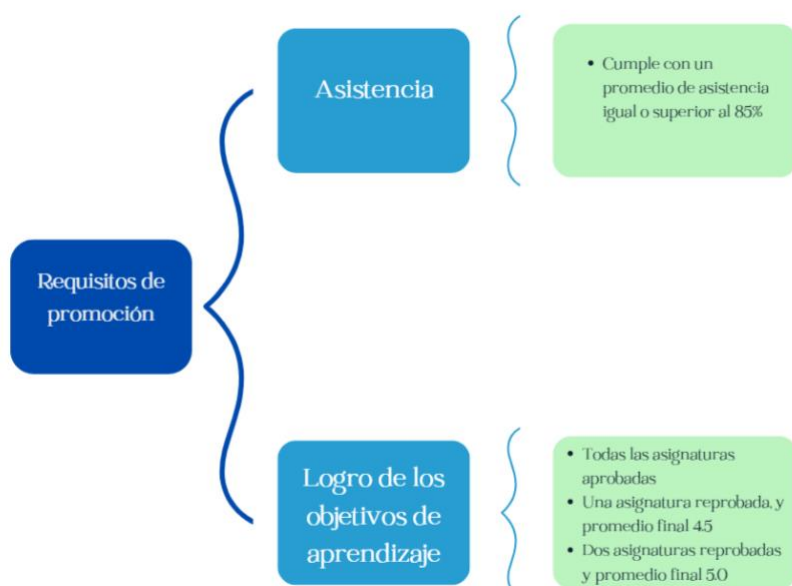 Requisitos de
promoción
Asistencia
• Cumple con un
promedio de asistencia
igual o superior al 85%
Logro de los
objetivos de
aprendizaje
• Todas las asignaturas
aprobadas
• Una asignatura reprobada, y
promedio final 4.5
• Dos asignaturas reprobadas
y promedio final 5.0